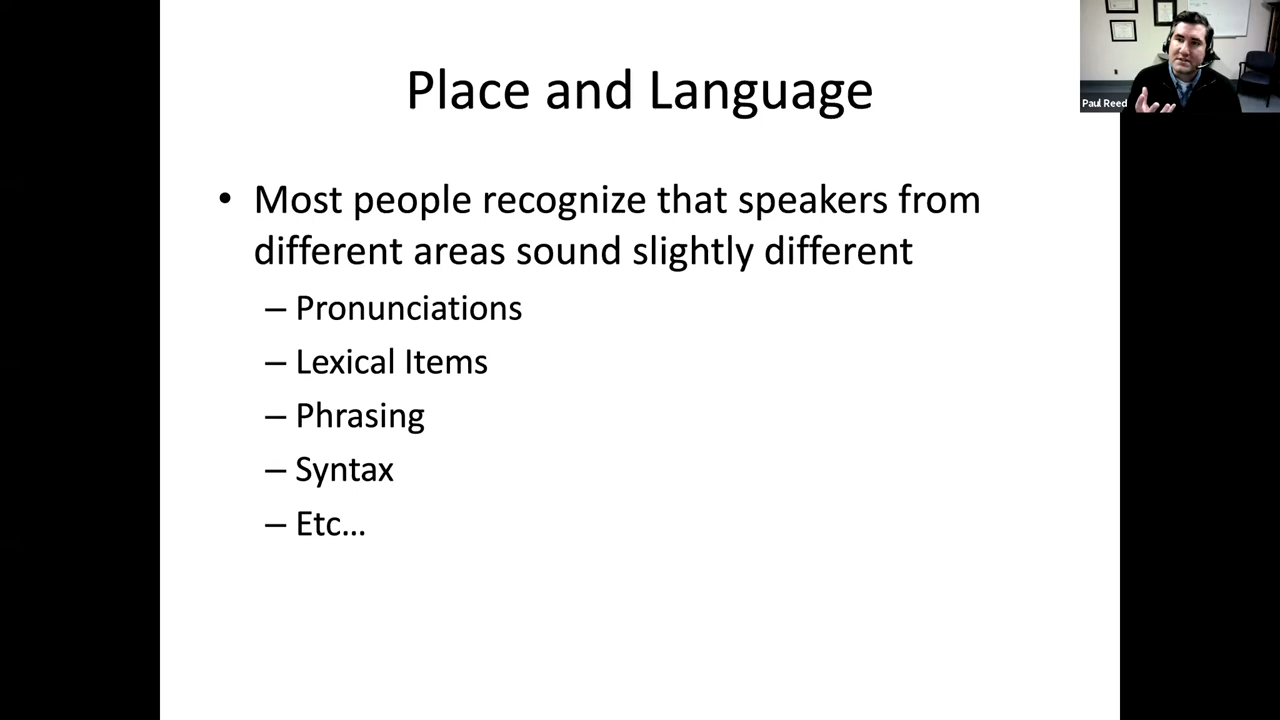 Place and Language
Paul Reed
• Most people recognize that speakers from
different areas sound slightly different
– Pronunciations
– Lexical Items
– Phrasing
– Syntax
– Etc...